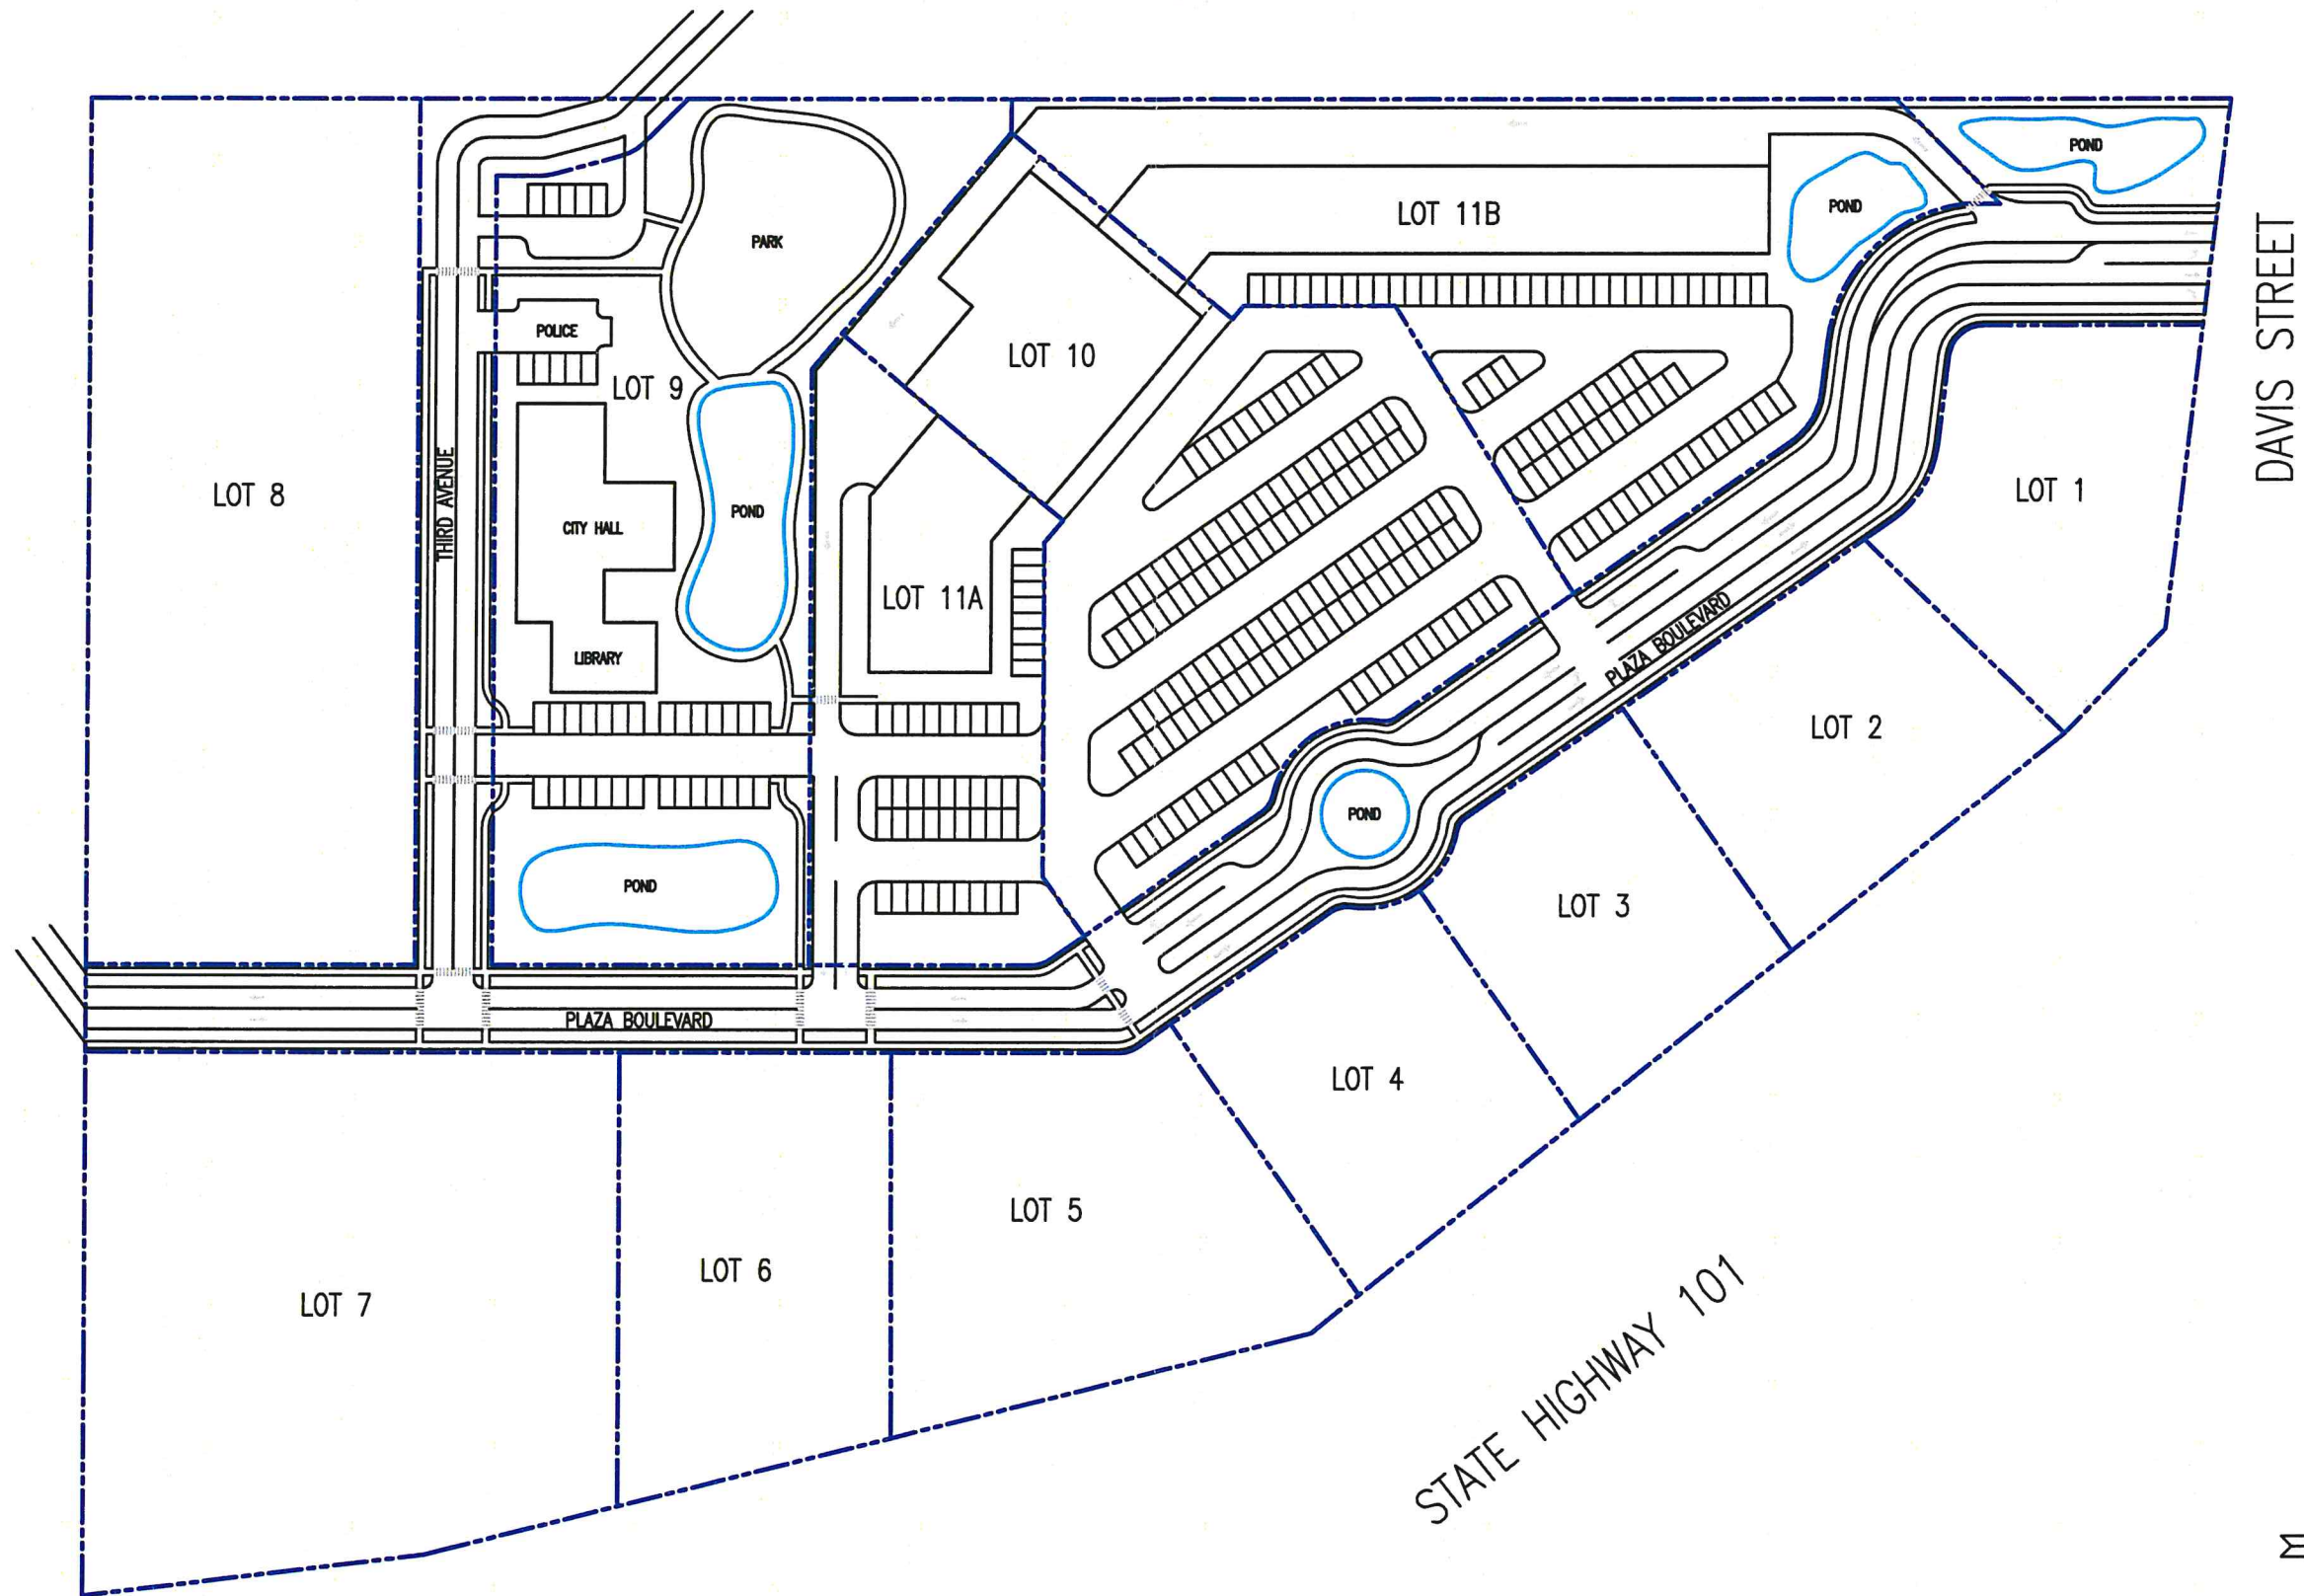 POND
POND
LOT 11B
PARK
DAVIS STREET
POLICE
LOT 10
LOT 9
LOT 8
THIRD AVENUE
LOT 1
POND
CITY HALL
LOT 11A
PLAZA BOULEVARD
LIBRARY
LOT 2
POND
POND
LOT 3
PLAZA BOULEVARD
LOT 4
LOT 5
LOT 6
LOT 7
STATE HIGHWAY 101